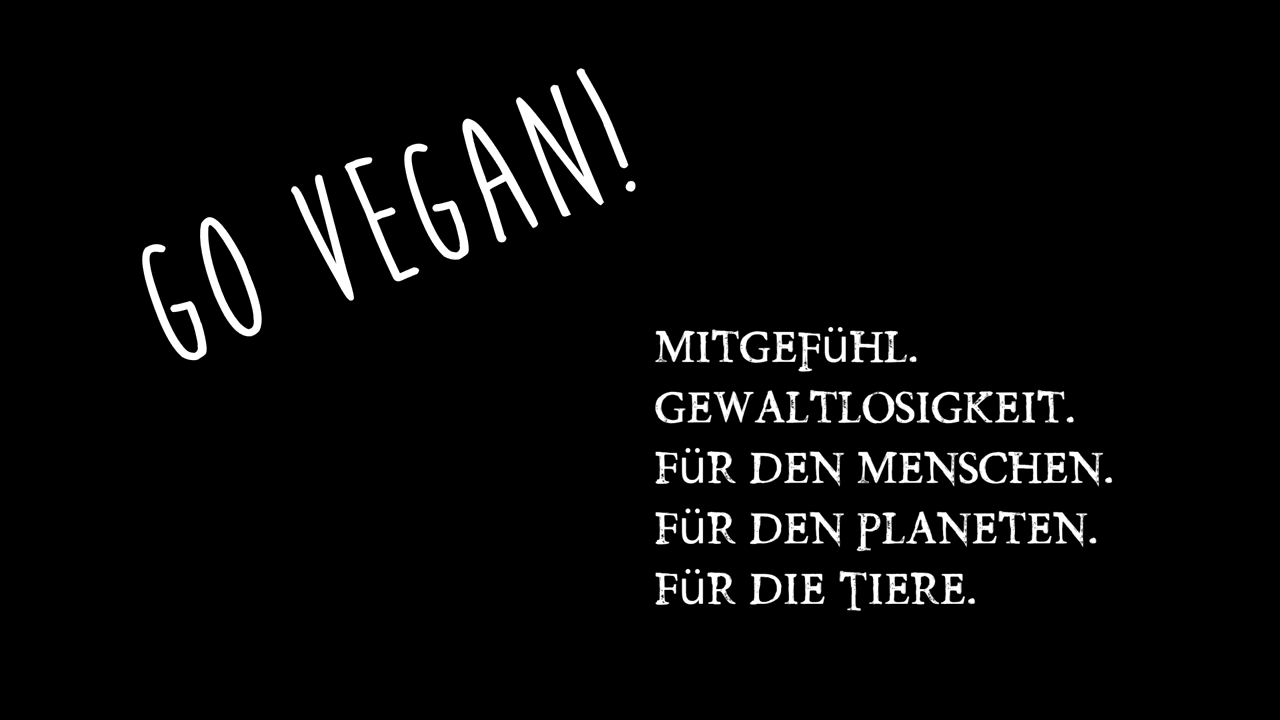 GO VEGAN!
MITGEFÜHL.
GEWALTLOSIGKEIT.
FÜR DEN MENSCHEN.
FÜR DEN PLANETEN.
FÜR DIE TIERE.